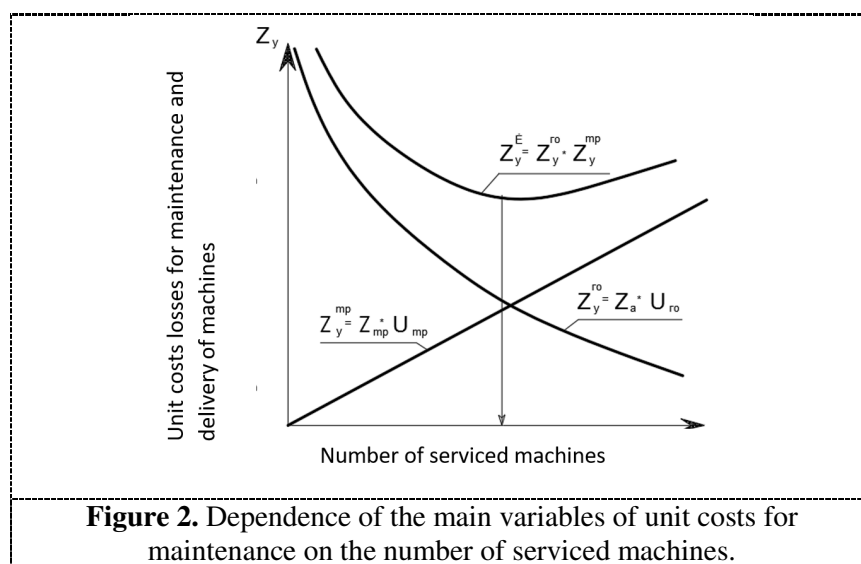 Z_y
Unit costs losses for maintenance and
delivery of machines
Z_y^Ė = Z_y^ro * Z_y^mp
Z_y^mp = Z_mp * U_mp
Z_y^ro = Z_a * U_ro
Number of serviced machines
Figure 2. Dependence of the main variables of unit costs for
maintenance on the number of serviced machines.